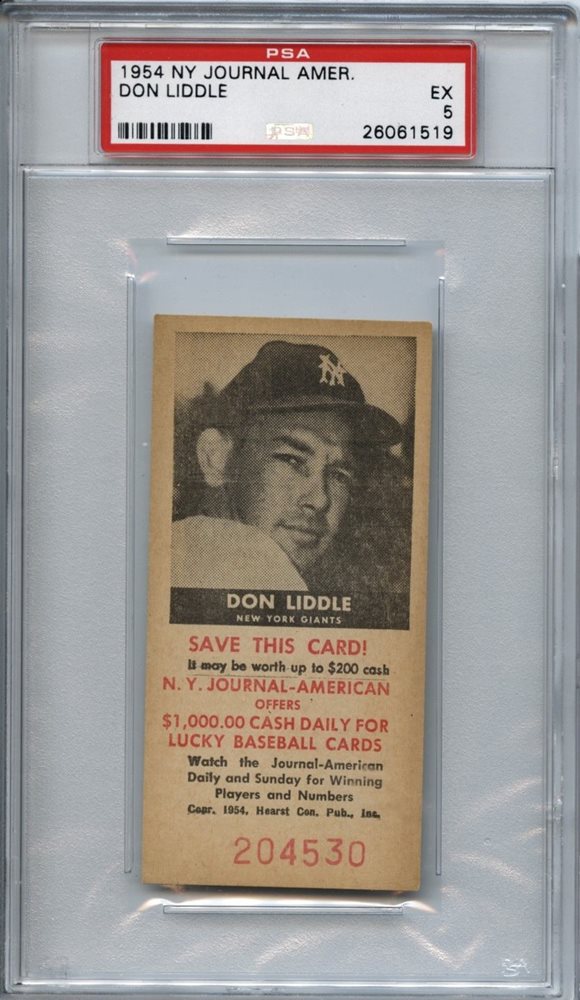 PSA
1954 NY JOURNAL AMER.
DON LIDDLE
EX
5
PSA
26061519
NY
DON LIDDLE
NEW YORK GIANTS
SAVE THIS CARD!
It may be worth up to $200 cash
N. Y. JOURNAL-AMERICAN
OFFERS
$1,000.00 CASH DAILY FOR
LUCKY BASEBALL CARDS
Watch the Journal-American
Daily and Sunday for Winning
Players and Numbers
Copr. 1954, Hearst Con. Pub., Inc.
204530
PSA